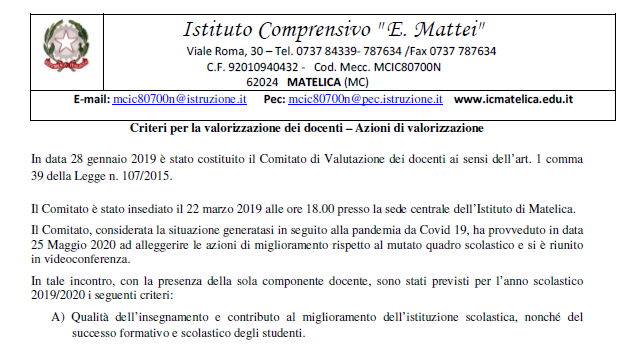 Istituto Comprensivo "E. Mattei"
Viale Roma, 30 – Tel. 0737 84339- 787634 /Fax 0737 787634
C.F. 92010940432 - Cod. Mecc. MCIC80700N
62024 MATELICA (MC)
E-mail: mcic80700n@istruzione.it Pec: mcic80700n@pec.istruzione.it www.icmatelica.edu.it
Criteri per la valorizzazione dei docenti – Azioni di valorizzazione
In data 28 gennaio 2019 è stato costituito il Comitato di Valutazione dei docenti ai sensi dell'art. 1 comma
39 della Legge n. 107/2015.
Il Comitato è stato insediato il 22 marzo 2019 alle ore 18.00 presso la sede centrale dell'Istituto di Matelica.
Il Comitato, considerata la situazione generatasi in seguito alla pandemia da Covid 19, ha provveduto in data
25 Maggio 2020 ad alleggerire le azioni di miglioramento rispetto al mutato quadro scolastico e si è riunito
in videoconferenza.
In tale incontro, con la presenza della sola componente docente, sono stati previsti per l'anno scolastico
2019/2020 i seguenti criteri:
A) Qualità dell'insegnamento e contributo al miglioramento dell'istituzione scolastica, nonché del
successo formativo e scolastico degli studenti.